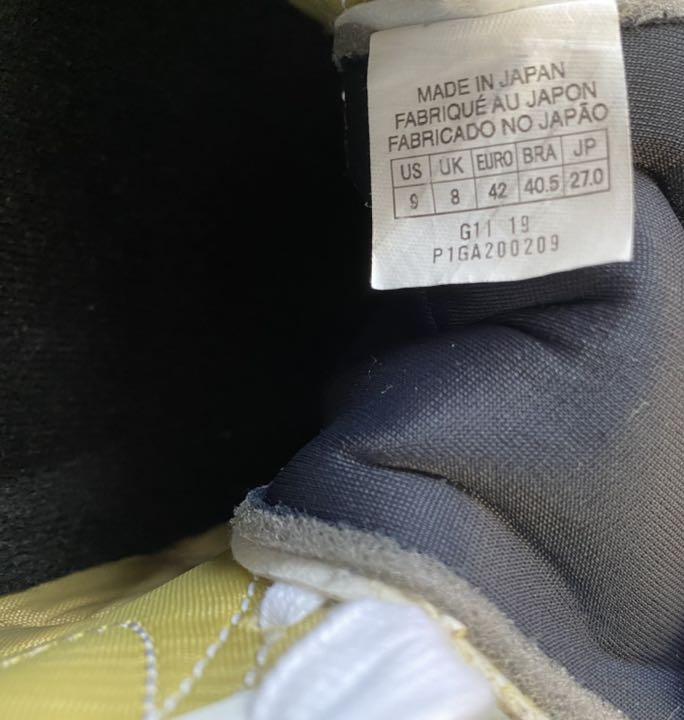 MADE IN JAPAN
FABRIQUÉ AU JAPON
FABRICADO NO JAPÃO
US UK EURO BRA JP
9 8 42 40.5 27.0
G11 19
P1GA200209